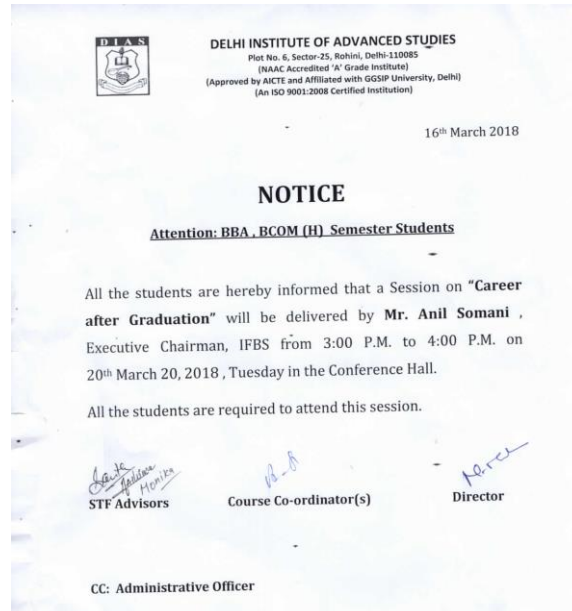 D I A S
DELHI INSTITUTE OF ADVANCED STUDIES
Plot No. 6, Sector-25, Rohini, Delhi-110085
(NAAC Accredited 'A' Grade Institute)
(Approved by AICTE and Affiliated with GGSIP University, Delhi)
(An ISO 9001:2008 Certified Institution)
16th March 2018
NOTICE
Attention: BBA , BCOM (H) Semester Students
All the students are hereby informed that a Session on "Career
after Graduation" will be delivered by Mr. Anil Somani ,
Executive Chairman, IFBS from 3:00 P.M. to 4:00 P.M. on
20th March 20, 2018 , Tuesday in the Conference Hall.
All the students are required to attend this session.
Monika
STF Advisors Course Co-ordinator(s) Director
CC: Administrative Officer